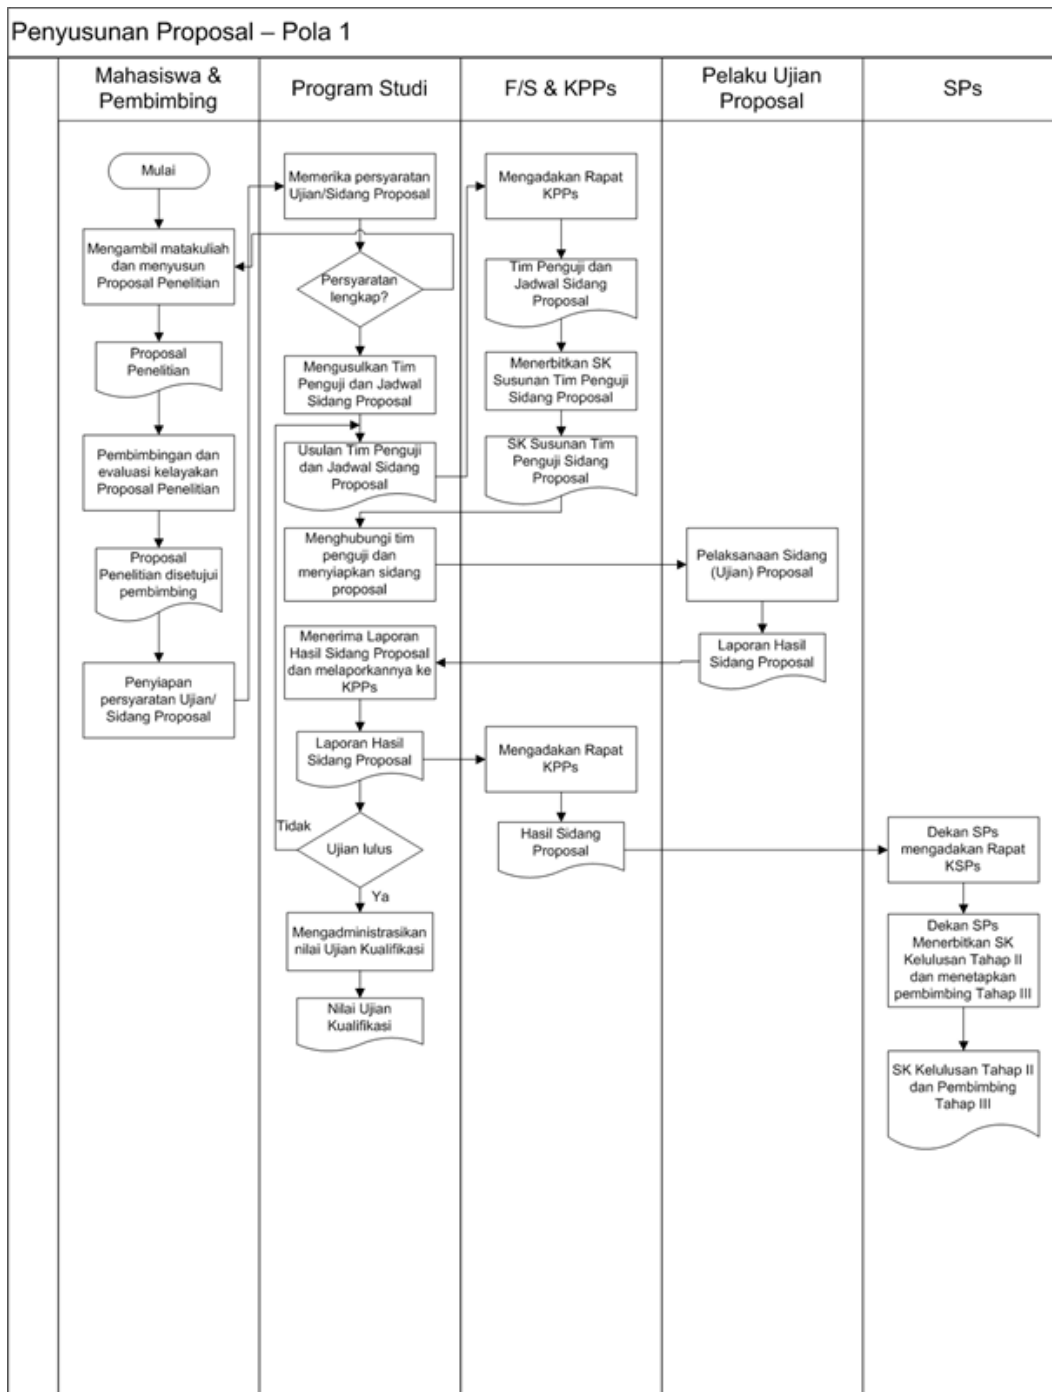 Penyusunan Proposal – Pola 1
Mahasiswa &
Pembimbing
Program Studi
F/S & KPPs
Pelaku Ujian
Proposal
SPs
Mulai
Mengambil matakuliah
dan menyusun
Proposal Penelitian
Proposal
Penelitian
Pembimbingan dan
evaluasi kelayakan
Proposal Penelitian
Proposal
Penelitian disetujui
pembimbing
Penyiapan
persyaratan Ujian/
Sidang Proposal
Memerika persyaratan
Ujian/Sidang Proposal
Persyaratan
lengkap?
Mengusulkan Tim
Penguji dan Jadwal
Sidang Proposal
Usulan Tim Penguji
dan Jadwal Sidang
Proposal
Menghubungi tim
penguji dan
menyiapkan sidang
proposal
Menerima Laporan
Hasil Sidang Proposal
dan melaporkannya ke
KPPs
Laporan Hasil
Sidang Proposal
Tidak
Ujian lulus
Ya
Mengadministrasikan
nilai Ujian Kualifikasi
Nilai Ujian
Kualifikasi
Mengadakan Rapat
KPPs
Tim Penguji dan
Jadwal Sidang
Proposal
Menerbitkan SK
Susunan Tim Penguji
Sidang Proposal
SK Susunan Tim
Penguji Sidang
Proposal
Mengadakan Rapat
KPPs
Hasil Sidang
Proposal
Pelaksanaan Sidang
(Ujian) Proposal
Laporan Hasil
Sidang Proposal
Dekan SPs
mengadakan Rapat
KSPs
Dekan SPs
Menerbitkan SK
Kelulusan Tahap II
dan menetapkan
pembimbing Tahap III
SK Kelulusan Tahap II
dan Pembimbing
Tahap III